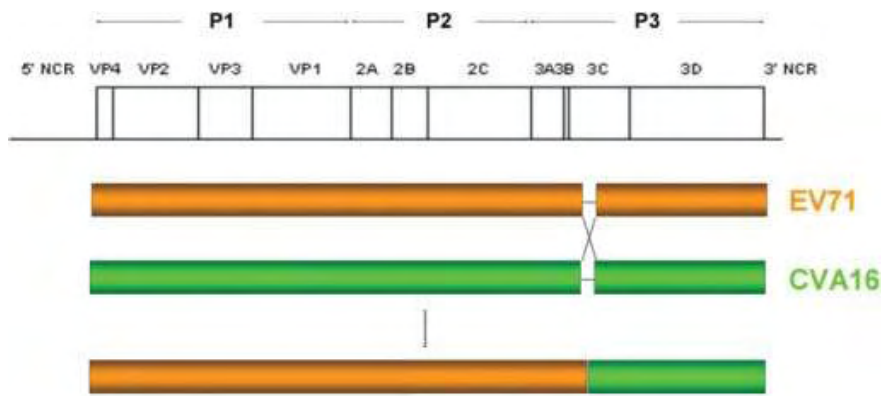 P1 P2 P3
5' NCR VP4 VP2 VP3 VP1 2A 2B 2C 3A3B 3C 3D 3' NCR
EV71
CVA16